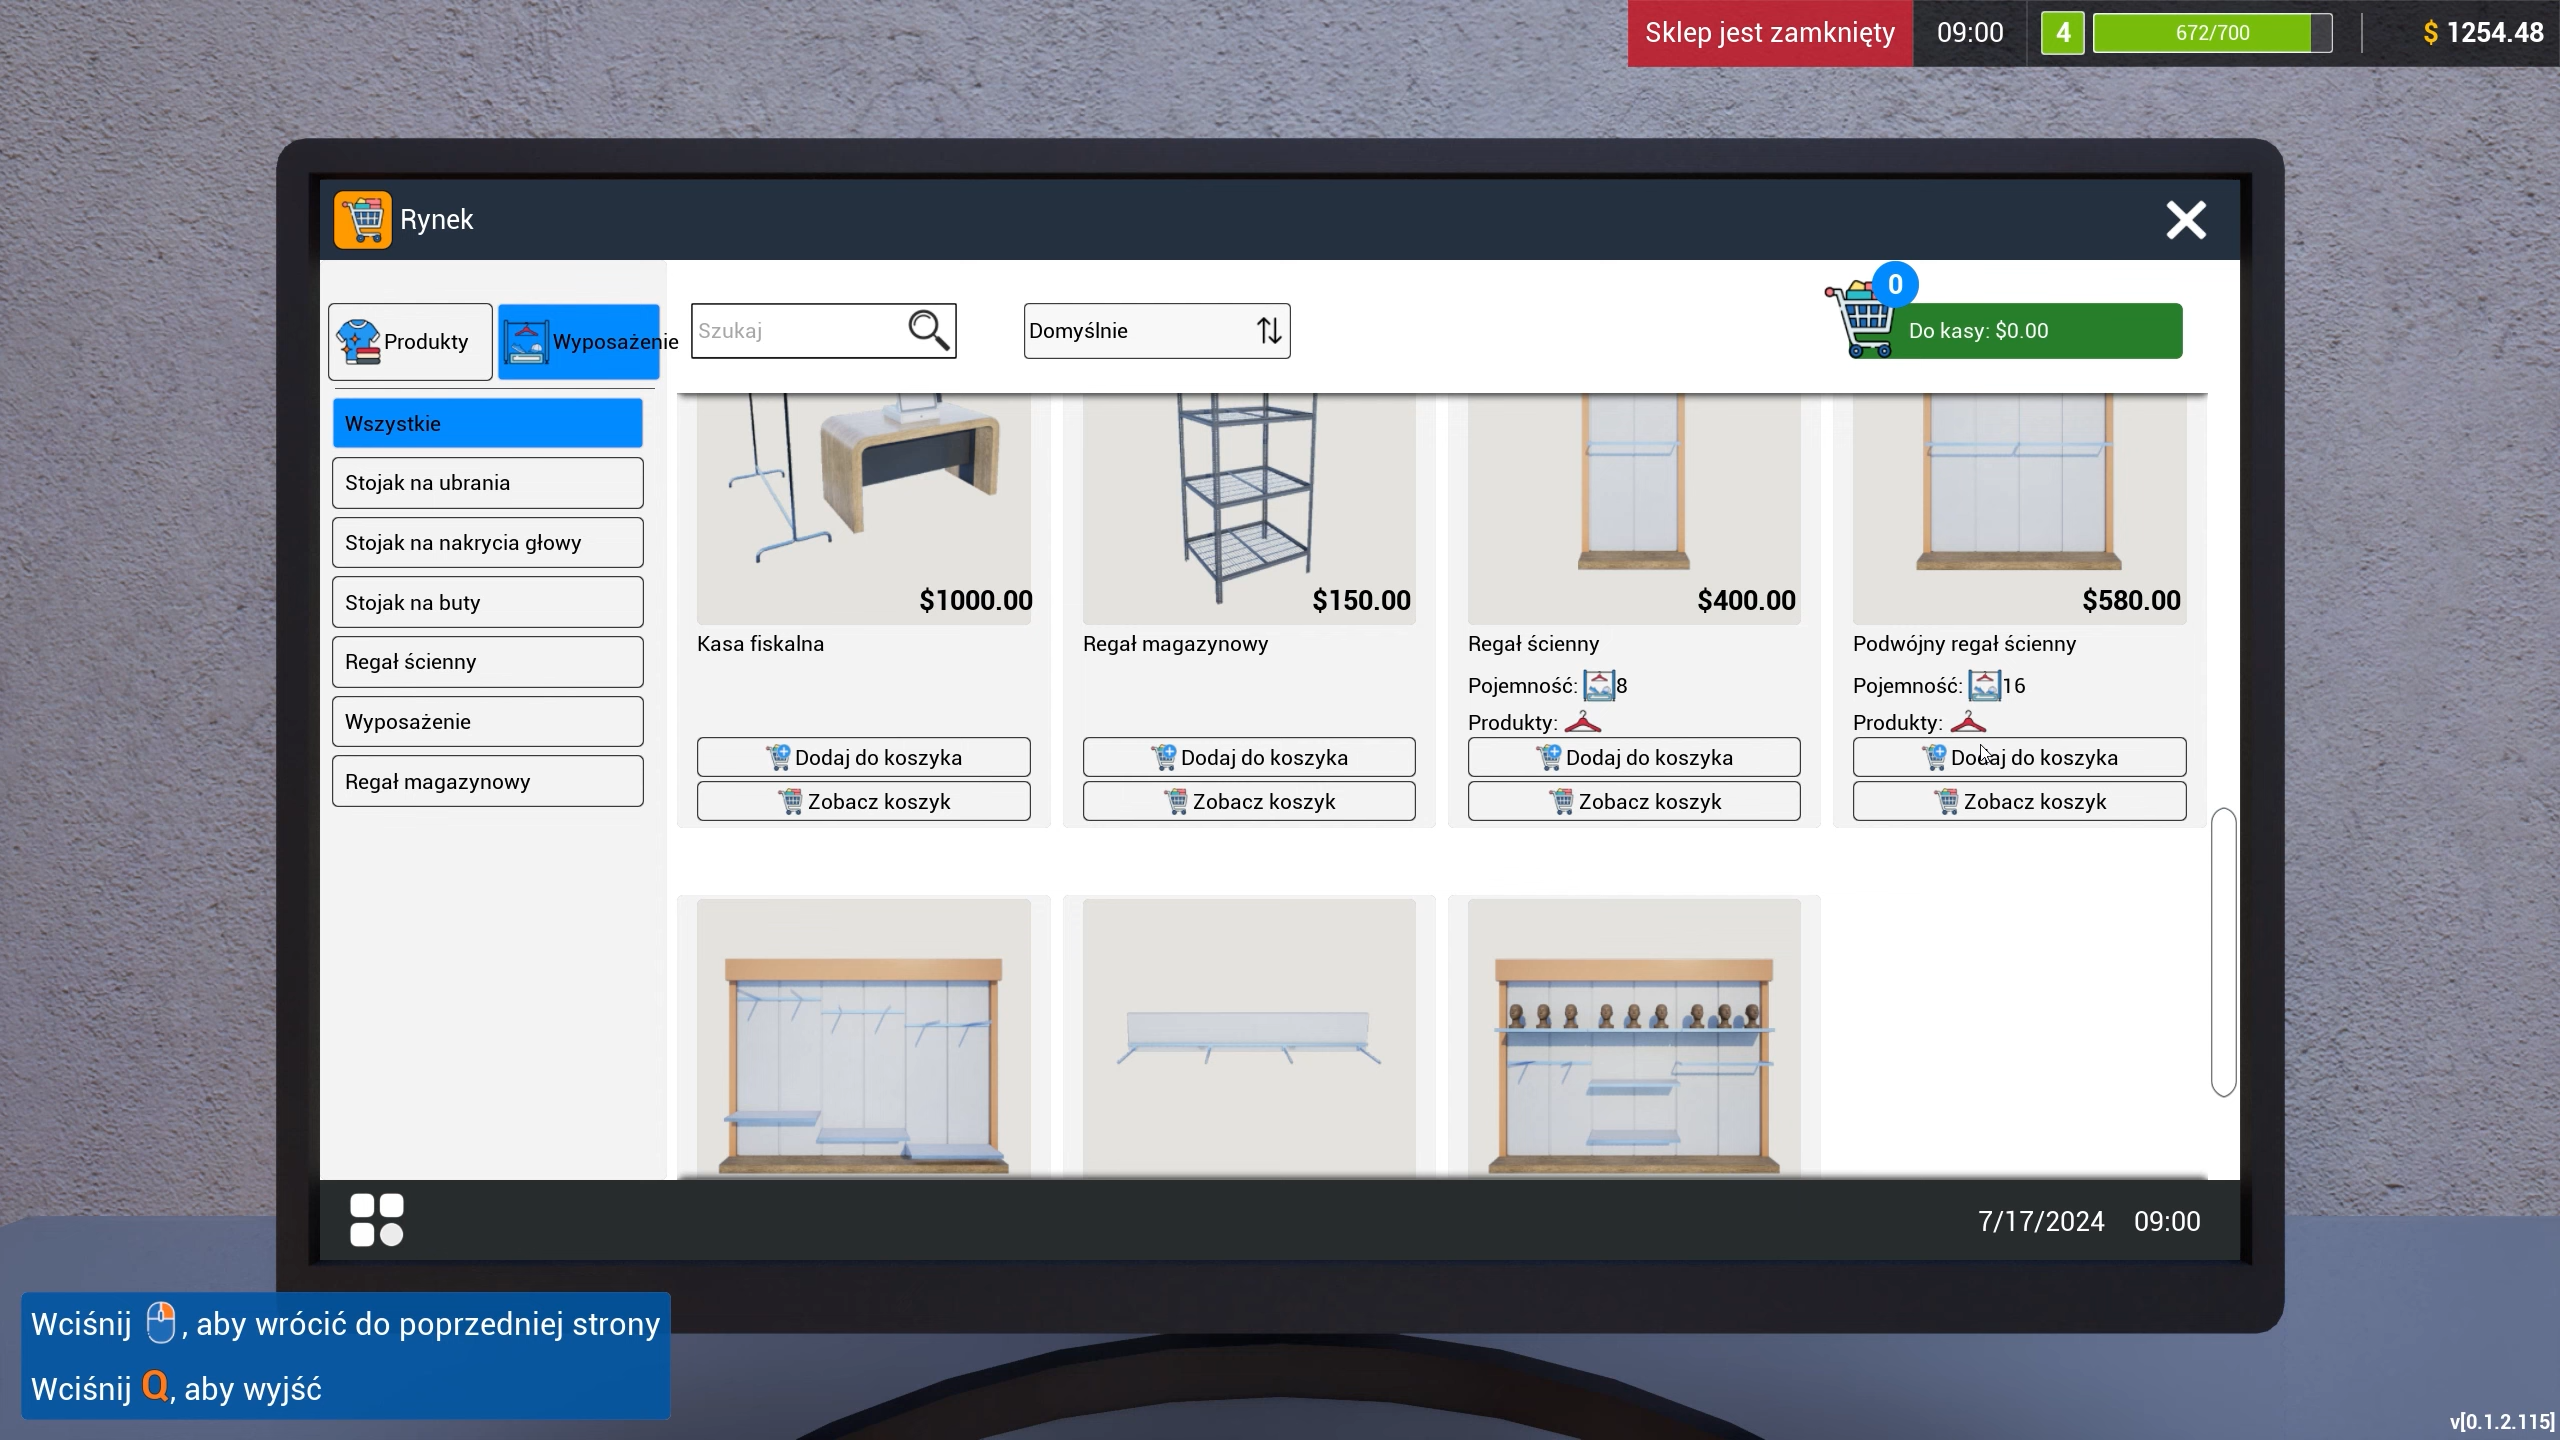 Sklep jest zamknięty
09:00
4
672/700
$ 1254.48
Rynek
Produkty
Wyposażenie
Szukaj
Domyślnie
0
Do kasy: $0.00
Wszystkie
Stojak na ubrania
Stojak na nakrycia głowy
Stojak na buty
Regał ścienny
Wyposażenie
Regał magazynowy
$1000.00
Kasa fiskalna
Dodaj do koszyka
Zobacz koszyk
$150.00
Regał magazynowy
Dodaj do koszyka
Zobacz koszyk
$400.00
Regał ścienny
Pojemność: 8
Produkty:
Dodaj do koszyka
Zobacz koszyk
$580.00
Podwójny regał ścienny
Pojemność: 16
Produkty:
Dodaj do koszyka
Zobacz koszyk
7/17/2024 09:00
Wciśnij , aby wrócić do poprzedniej strony
Wciśnij Q, aby wyjść
v[0.1.2.115]